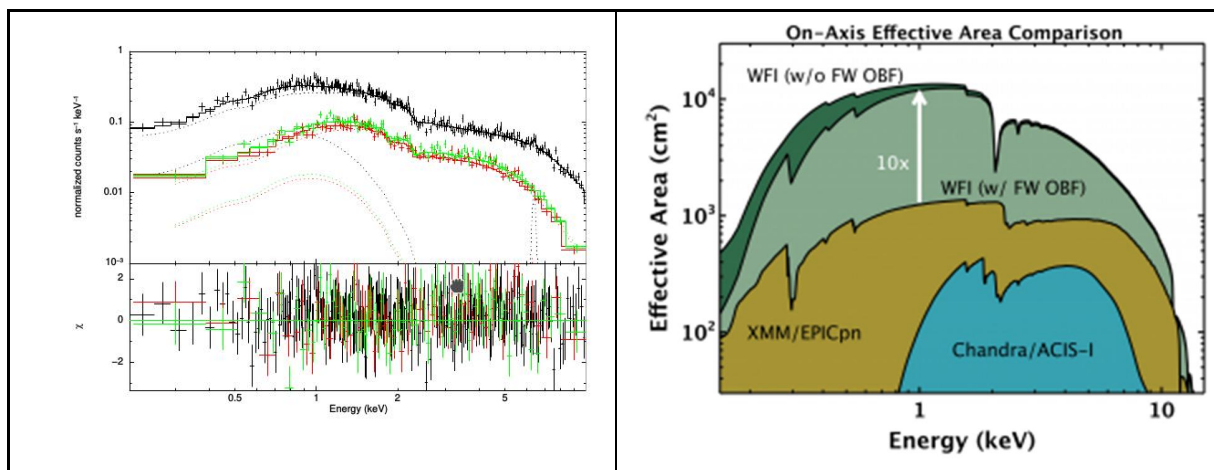 1
0.1
0.01
10⁻³
normalized counts s⁻¹ keV⁻¹
2
0
−2
χ
0.5 1 2 5
Energy (keV)
On-Axis Effective Area Comparison
WFI (w/o FW OBF)
10⁴
10x
WFI (w/ FW OBF)
10³
XMM/EPICpn
10²
Chandra/ACIS-I
Effective Area (cm²)
1 10
Energy (keV)